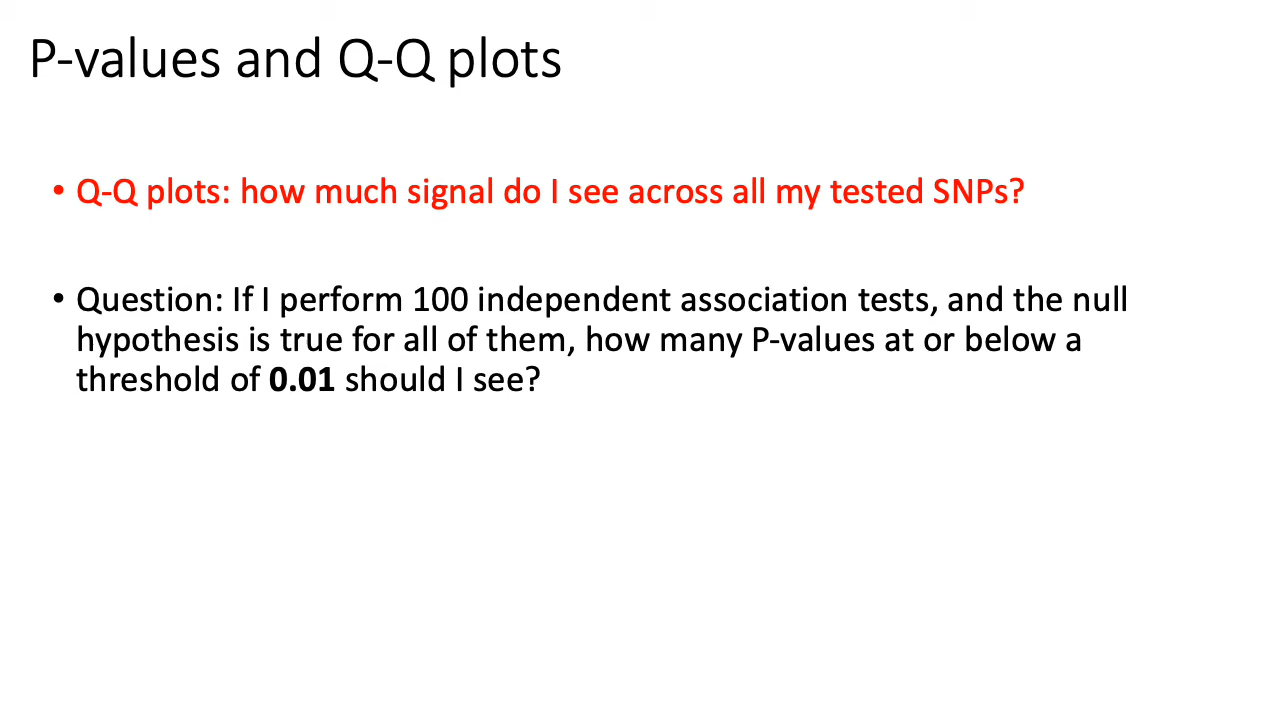 P-values and Q-Q plots
• Q-Q plots: how much signal do I see across all my tested SNPs?
• Question: If I perform 100 independent association tests, and the null
hypothesis is true for all of them, how many P-values at or below a
threshold of 0.01 should I see?